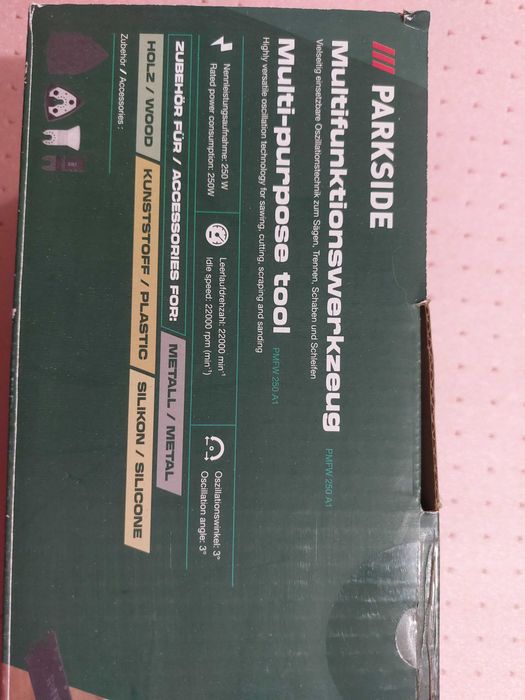 PARKSIDE
Multifunktionswerkzeug PMFW 250 A1
Vielseitig einsetzbare Oszillationstechnik zum Sägen, Trennen, Schaben und Schleifen
Multi-purpose tool PMFW 250 A1
Highly versatile oscillation technology for sawing, cutting, scraping and sanding
Nennleistungsaufnahme: 250 W
Rated power consumption: 250W
Leerlaufdrehzahl: 22000 min⁻¹
Idle speed: 22000 rpm (min⁻¹)
Oszillationswinkel: 3°
Oscillation angle: 3°
ZUBEHÖR FÜR / ACCESSORIES FOR:
METALL / METAL
HOLZ / WOOD
KUNSTSTOFF / PLASTIC
SILIKON / SILICONE
Zubehör / Accessories :